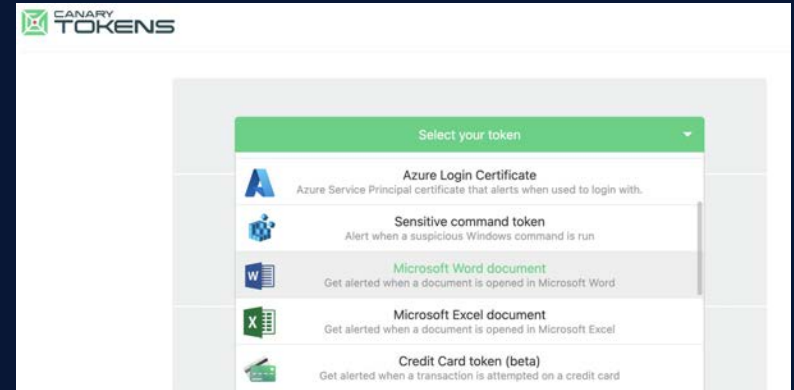 CANARY
TOKENS
Select your token
Azure Login Certificate
Azure Service Principal certificate that alerts when used to login with.
Sensitive command token
Alert when a suspicious Windows command is run
Microsoft Word document
Get alerted when a document is opened in Microsoft Word
Microsoft Excel document
Get alerted when a document is opened in Microsoft Excel
Credit Card token (beta)
Get alerted when a transaction is attempted on a credit card